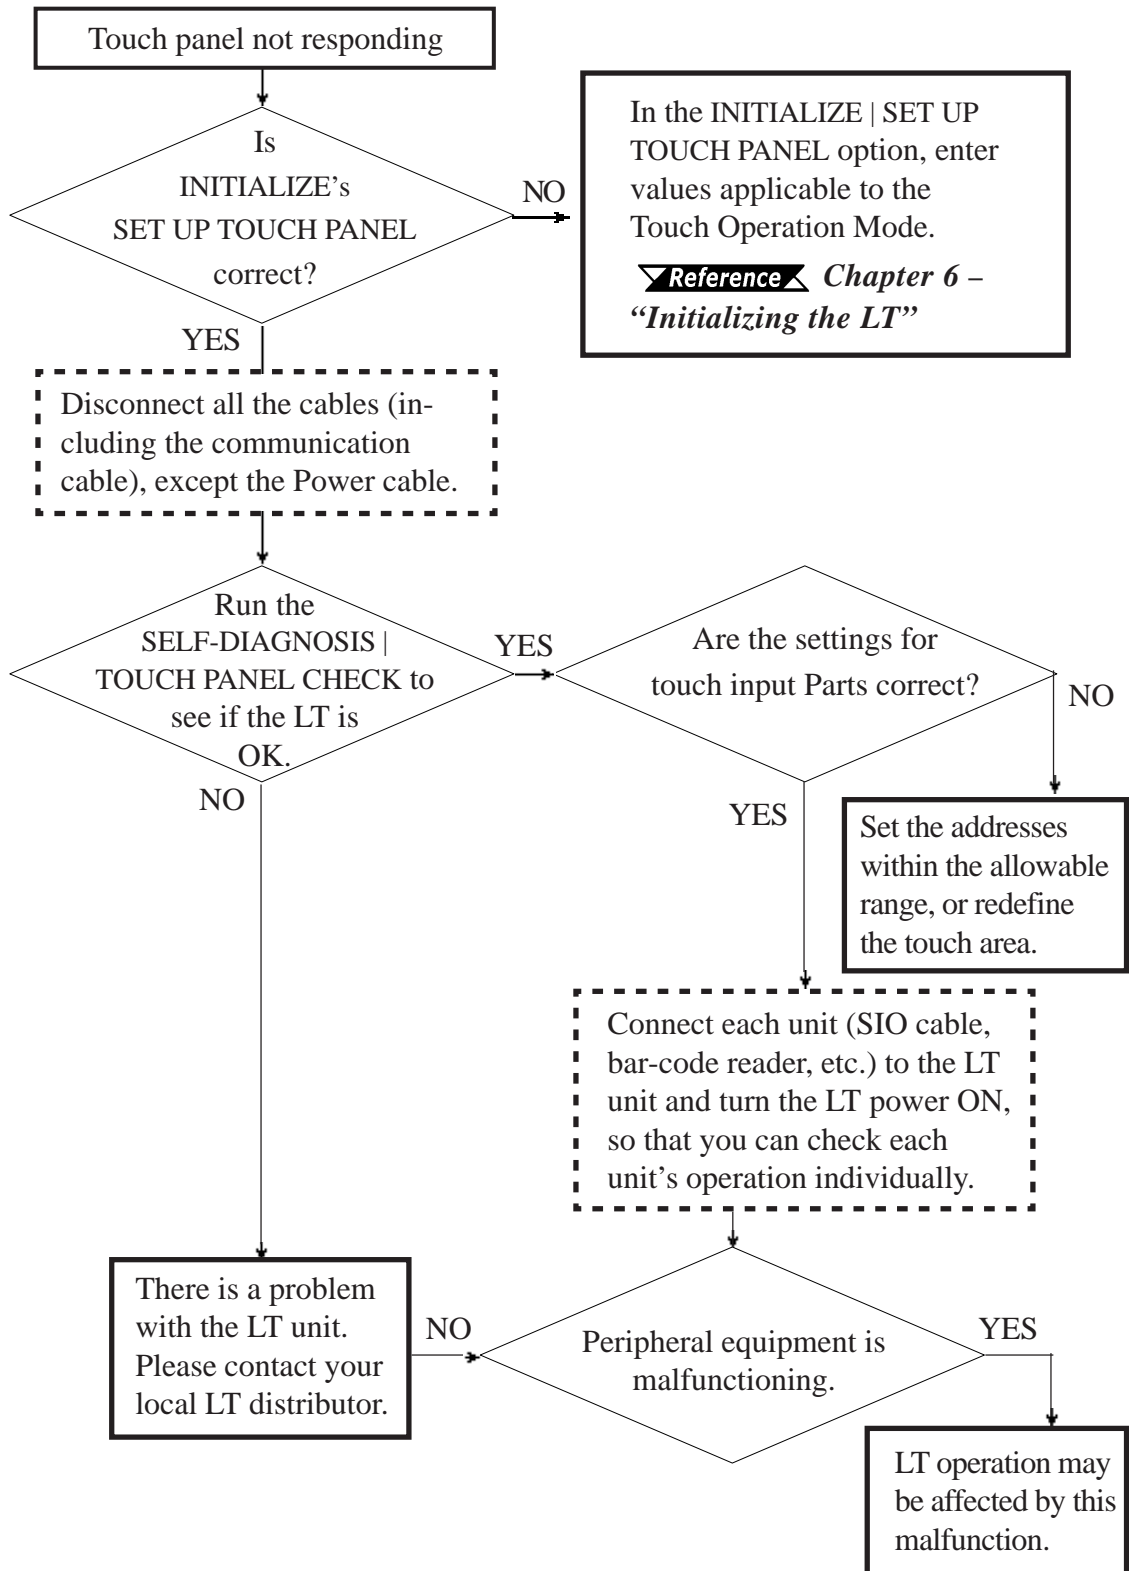 Touch panel not responding
Is
INITIALIZE's
SET UP TOUCH PANEL
correct?
NO
In the INITIALIZE | SET UP
TOUCH PANEL option, enter
values applicable to the
Touch Operation Mode.
Reference Chapter 6 –
“Initializing the LT”
YES
Disconnect all the cables (in-
cluding the communication
cable), except the Power cable.
Run the
SELF-DIAGNOSIS |
TOUCH PANEL CHECK to
see if the LT is
OK.
YES
Are the settings for
touch input Parts correct?
NO
NO
YES
Set the addresses
within the allowable
range, or redefine
the touch area.
Connect each unit (SIO cable,
bar-code reader, etc.) to the LT
unit and turn the LT power ON,
so that you can check each
unit’s operation individually.
There is a problem
with the LT unit.
Please contact your
local LT distributor.
NO
Peripheral equipment is
malfunctioning.
YES
LT operation may
be affected by this
malfunction.